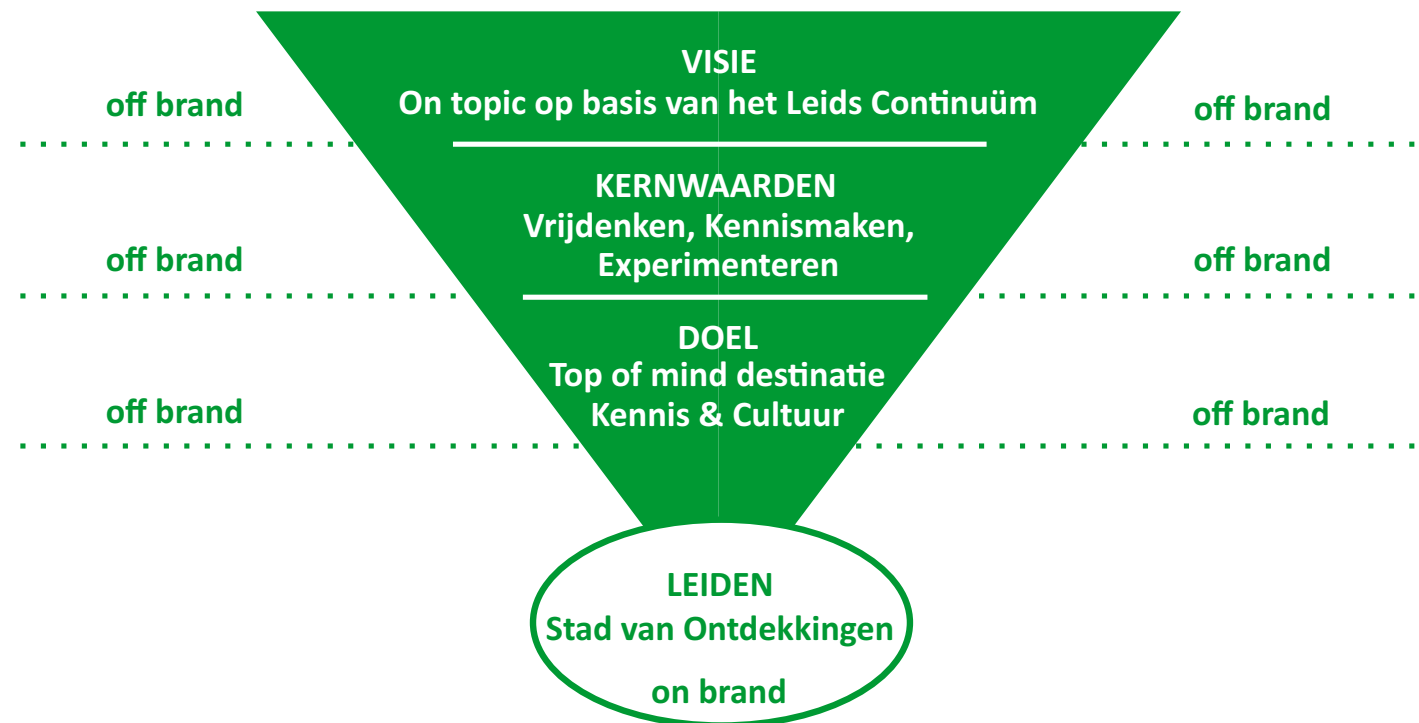 VISIE
off brand
On topic op basis van het Leids Continuüm
off brand
KERNWAARDEN
Vrijdenken, Kennismaken,
off brand
Experimenteren
off brand
DOEL
Top of mind destinatie
off brand
Kennis & Cultuur
off brand
LEIDEN
Stad van Ontdekkingen
on brand